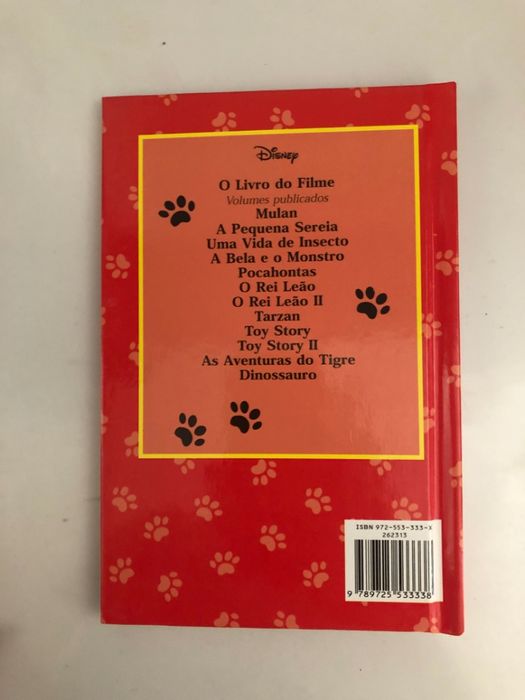 Disney
O Livro do Filme
Volumes publicados
Mulan
A Pequena Sereia
Uma Vida de Insecto
A Bela e o Monstro
Pocahontas
O Rei Leão
O Rei Leão II
Tarzan
Toy Story
Toy Story II
As Aventuras do Tigre
Dinossauro
ISBN 972-553-333-X
262313
9 789725 533338